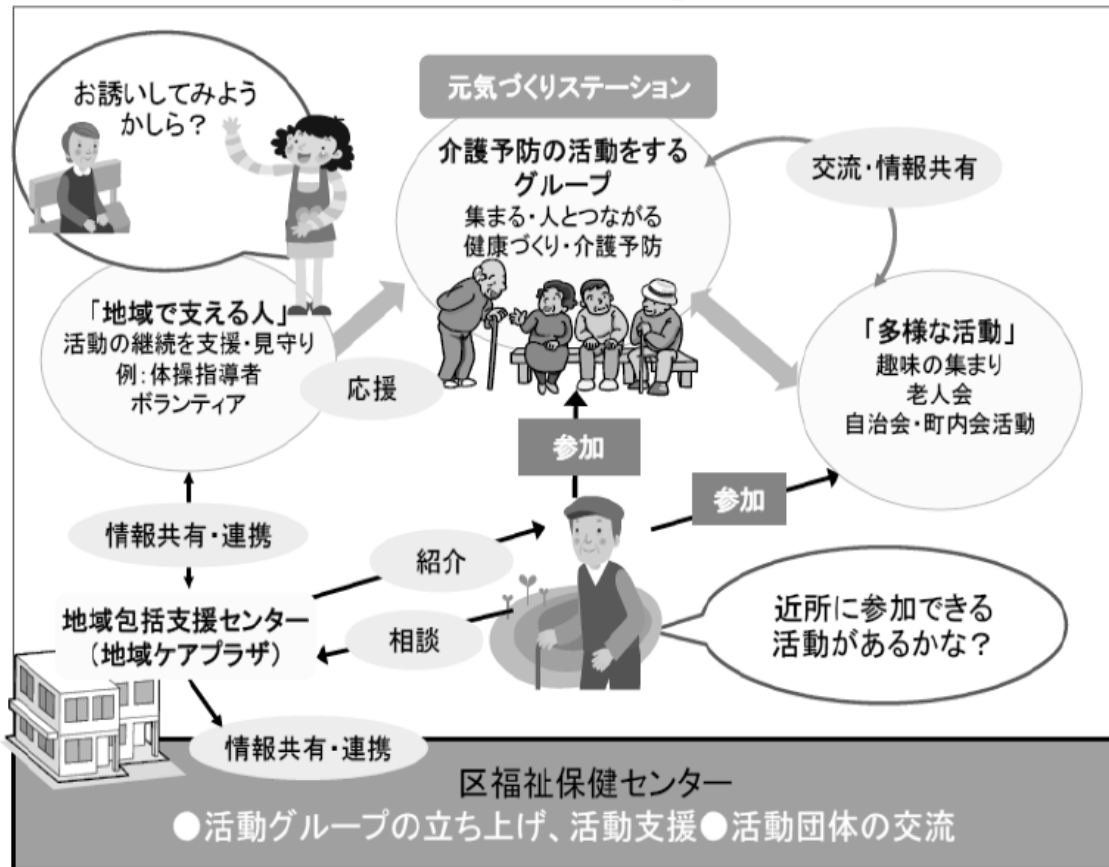 お誘いしてみよう
かしら？
元気づくりステーション
介護予防の活動をする
グループ
集まる・人とつながる
健康づくり・介護予防
交流・情報共有
「地域で支える人」
活動の継続を支援・見守り
例：体操指導者
ボランティア
応援
「多様な活動」
趣味の集まり
老人会
自治会・町内会活動
参加
参加
情報共有・連携
紹介
地域包括支援センター
（地域ケアプラザ）
相談
近所に参加できる
活動があるかな？
情報共有・連携
区福祉保健センター
●活動グループの立ち上げ、活動支援●活動団体の交流